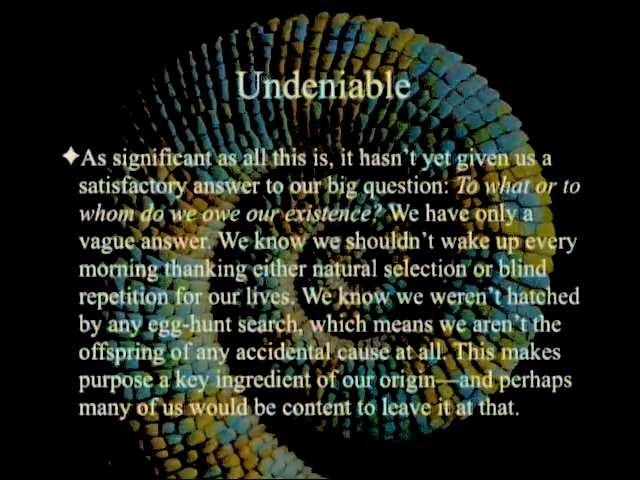 Undeniable
✦As significant as all this is, it hasn't yet given us a
satisfactory answer to our big question: To what or to
whom do we owe our existence? We have only a
vague answer. We know we shouldn't wake up every
morning thanking either natural selection or blind
repetition for our lives. We know we weren't hatched
by any egg-hunt search, which means we aren't the
offspring of any accidental cause at all. This makes
purpose a key ingredient of our origin—and perhaps
many of us would be content to leave it at that.